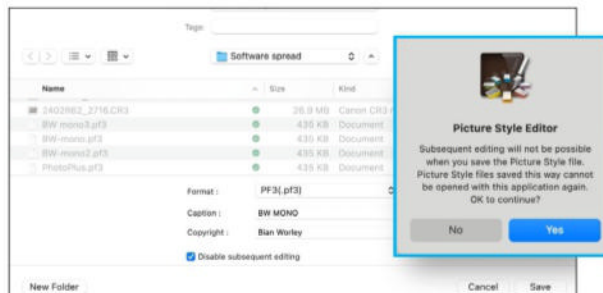 Tags:
Software spread
Name
Size
Kind
2402R62_3716.CR3
26.9 MB
Canon CR3
BW mono3.pf3
435 KB
Document
BW-mono.pf3
435 KB
Document
BW-mono2.pf3
435 KB
Document
PhotoPlus.pf3
435 KB
Document
Format :
PF3(.pf3)
Caption :
BW MONO
Copyright :
Bian Worley
Disable subsequent editing
New Folder
Cancel
Save
Picture Style Editor
Subsequent editing will not be possible
when you save the Picture Style file.
Picture Style files saved this way cannot
be opened with this application again.
OK to continue?
No
Yes